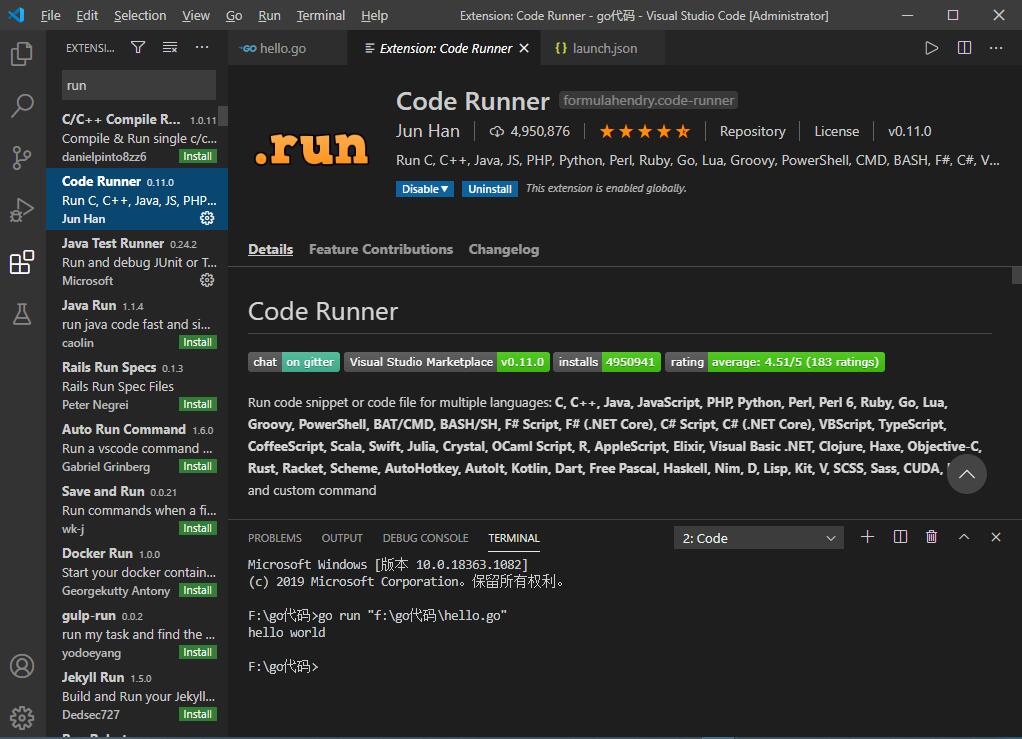 File Edit Selection View Go Run Terminal Help Extension: Code Runner - go代码 - Visual Studio Code [Administrator]
EXTENSI...
hello.go Extension: Code Runner {} launch.json
run
C/C++ Compile R... 1.0.11
Compile & Run single c/c...
danielpinto8zz6 Install
Code Runner 0.11.0
Run C, C++, Java, JS, PHP...
Jun Han
Java Test Runner 0.24.2
Run and debug JUnit or T...
Microsoft
Java Run 1.1.4
run java code fast and si...
caolin Install
Rails Run Specs 0.1.3
Rails Run Spec Files
Peter Negrei Install
Auto Run Command 1.6.0
Run a vscode command ...
Gabriel Grinberg Install
Save and Run 0.0.21
Run commands when a fi...
wk-j Install
Docker Run 1.0.0
Start your docker contain...
Georgekutty Antony Install
gulp-run 0.0.2
run my task and find the ...
yodoeyang Install
Jekyll Run 1.5.0
Build and Run your Jekyll...
Dedsec727 Install
.run
Code Runner formulahendry.code-runner
Jun Han 4,950,876 Repository License v0.11.0
Run C, C++, Java, JS, PHP, Python, Perl, Ruby, Go, Lua, Groovy, PowerShell, CMD, BASH, F#, C#, V...
Disable Uninstall This extension is enabled globally.
Details Feature Contributions Changelog
Code Runner
chat on gitter Visual Studio Marketplace v0.11.0 installs 4950941 rating average: 4.51/5 (183 ratings)
Run code snippet or code file for multiple languages: C, C++, Java, JavaScript, PHP, Python, Perl, Perl 6, Ruby, Go, Lua,
Groovy, PowerShell, BAT/CMD, BASH/SH, F# Script, F# (.NET Core), C# Script, C# (.NET Core), VBScript, TypeScript,
CoffeeScript, Scala, Swift, Julia, Crystal, OCaml Script, R, AppleScript, Elixir, Visual Basic .NET, Clojure, Haxe, Objective-C,
Rust, Racket, Scheme, AutoHotkey, AutoIt, Kotlin, Dart, Free Pascal, Haskell, Nim, D, Lisp, Kit, V, SCSS, Sass, CUDA,
and custom command
PROBLEMS OUTPUT DEBUG CONSOLE TERMINAL 2: Code
Microsoft Windows [版本 10.0.18363.1082]
(c) 2019 Microsoft Corporation。保留所有权利。
F:\go代码>go run "f:\go代码\hello.go"
hello world
F:\go代码>